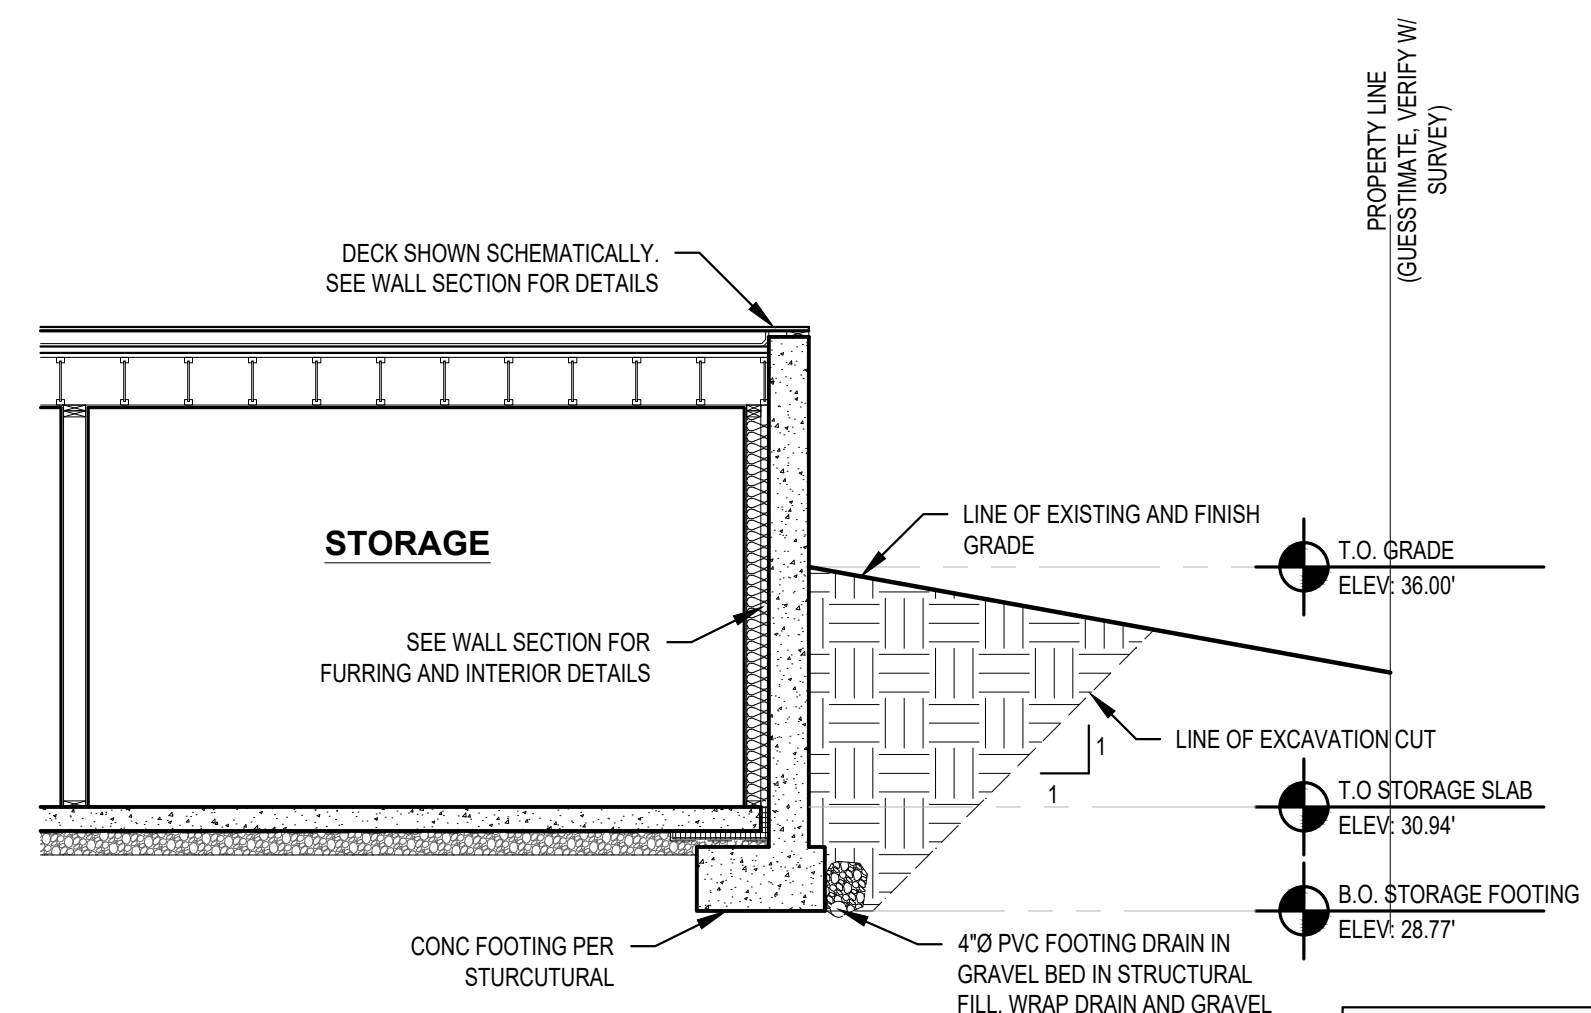 PROPERTY LINE
(GUESSTIMATE, VERIFY W/
SURVEY)
DECK SHOWN SCHEMATICALLY.
SEE WALL SECTION FOR DETAILS
STORAGE
LINE OF EXISTING AND FINISH
GRADE
T.O. GRADE
ELEV: 36.00'
SEE WALL SECTION FOR
FURRING AND INTERIOR DETAILS
LINE OF EXCAVATION CUT
1
1
T.O STORAGE SLAB
ELEV: 30.94'
B.O. STORAGE FOOTING
ELEV: 28.77'
CONC FOOTING PER
STURCUTURAL
4"Ø PVC FOOTING DRAIN IN
GRAVEL BED IN STRUCTURAL
FILL. WRAP DRAIN AND GRAVEL